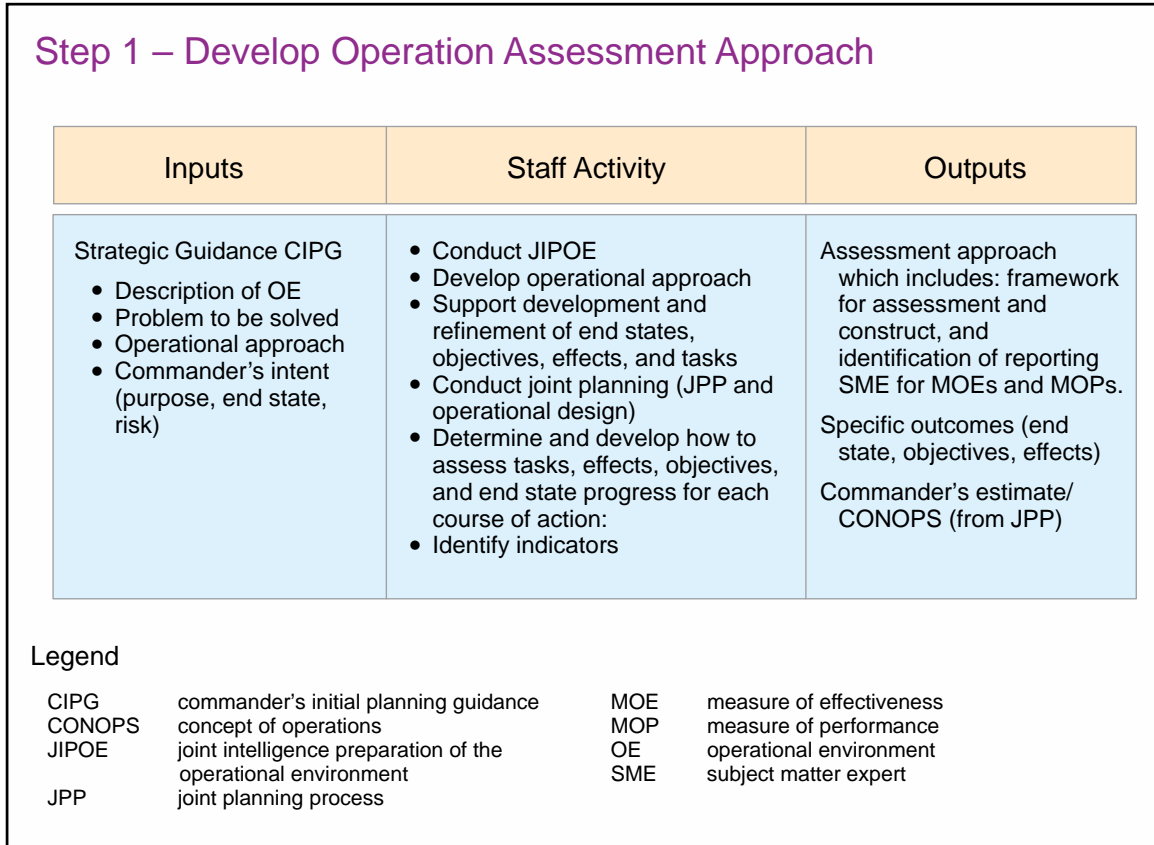 Step 1 – Develop Operation Assessment Approach
Inputs
Staff Activity
Outputs
Strategic Guidance CIPG
• Description of OE
• Problem to be solved
• Operational approach
• Commander’s intent
(purpose, end state,
risk)
• Conduct JIPOE
• Develop operational approach
• Support development and
refinement of end states,
objectives, effects, and tasks
• Conduct joint planning (JPP and
operational design)
• Determine and develop how to
assess tasks, effects, objectives,
and end state progress for each
course of action:
• Identify indicators
Assessment approach
which includes: framework
for assessment and
construct, and
identification of reporting
SME for MOEs and MOPs.
Specific outcomes (end
state, objectives, effects)
Commander’s estimate/
CONOPS (from JPP)
Legend
CIPG commander’s initial planning guidance
CONOPS concept of operations
JIPOE joint intelligence preparation of the
operational environment
JPP joint planning process
MOE measure of effectiveness
MOP measure of performance
OE operational environment
SME subject matter expert